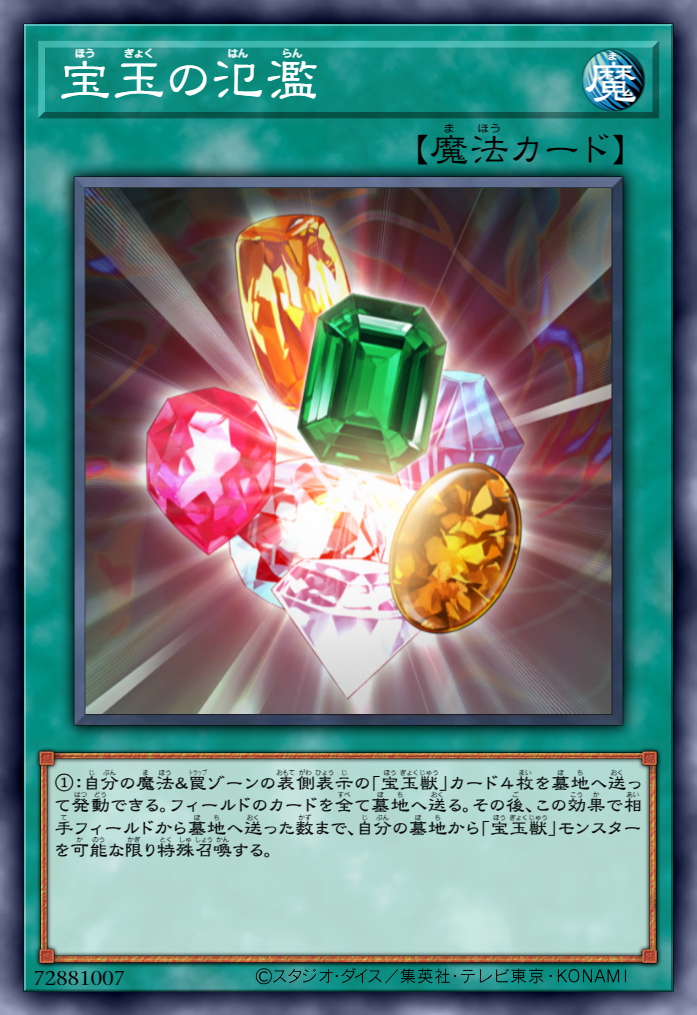 宝玉の氾濫
魔
【魔法カード】
①：自分の魔法&罠ゾーンの表側表示の「宝玉獣」カード４枚を墓地へ送っ
て発動できる。フィールドのカードを全て墓地へ送る。その後、この効果で相
手フィールドから墓地へ送った数まで、自分の墓地から「宝玉獣」モンスター
を可能な限り特殊召喚する。
72881007
©スタジオ・ダイス／集英社・テレビ東京・KONAMI